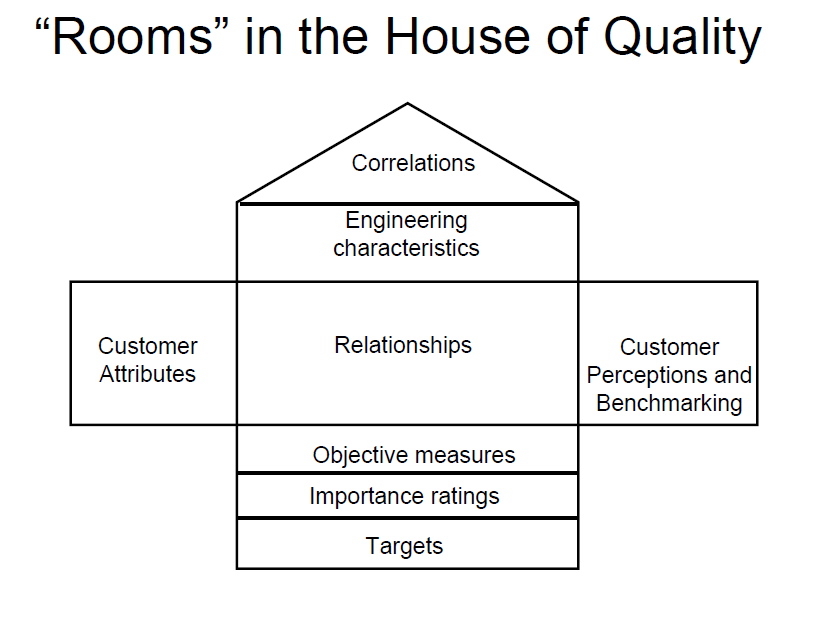 “Rooms” in the House of Quality
Correlations
Engineering
characteristics
Customer
Attributes
Relationships
Customer
Perceptions and
Benchmarking
Objective measures
Importance ratings
Targets